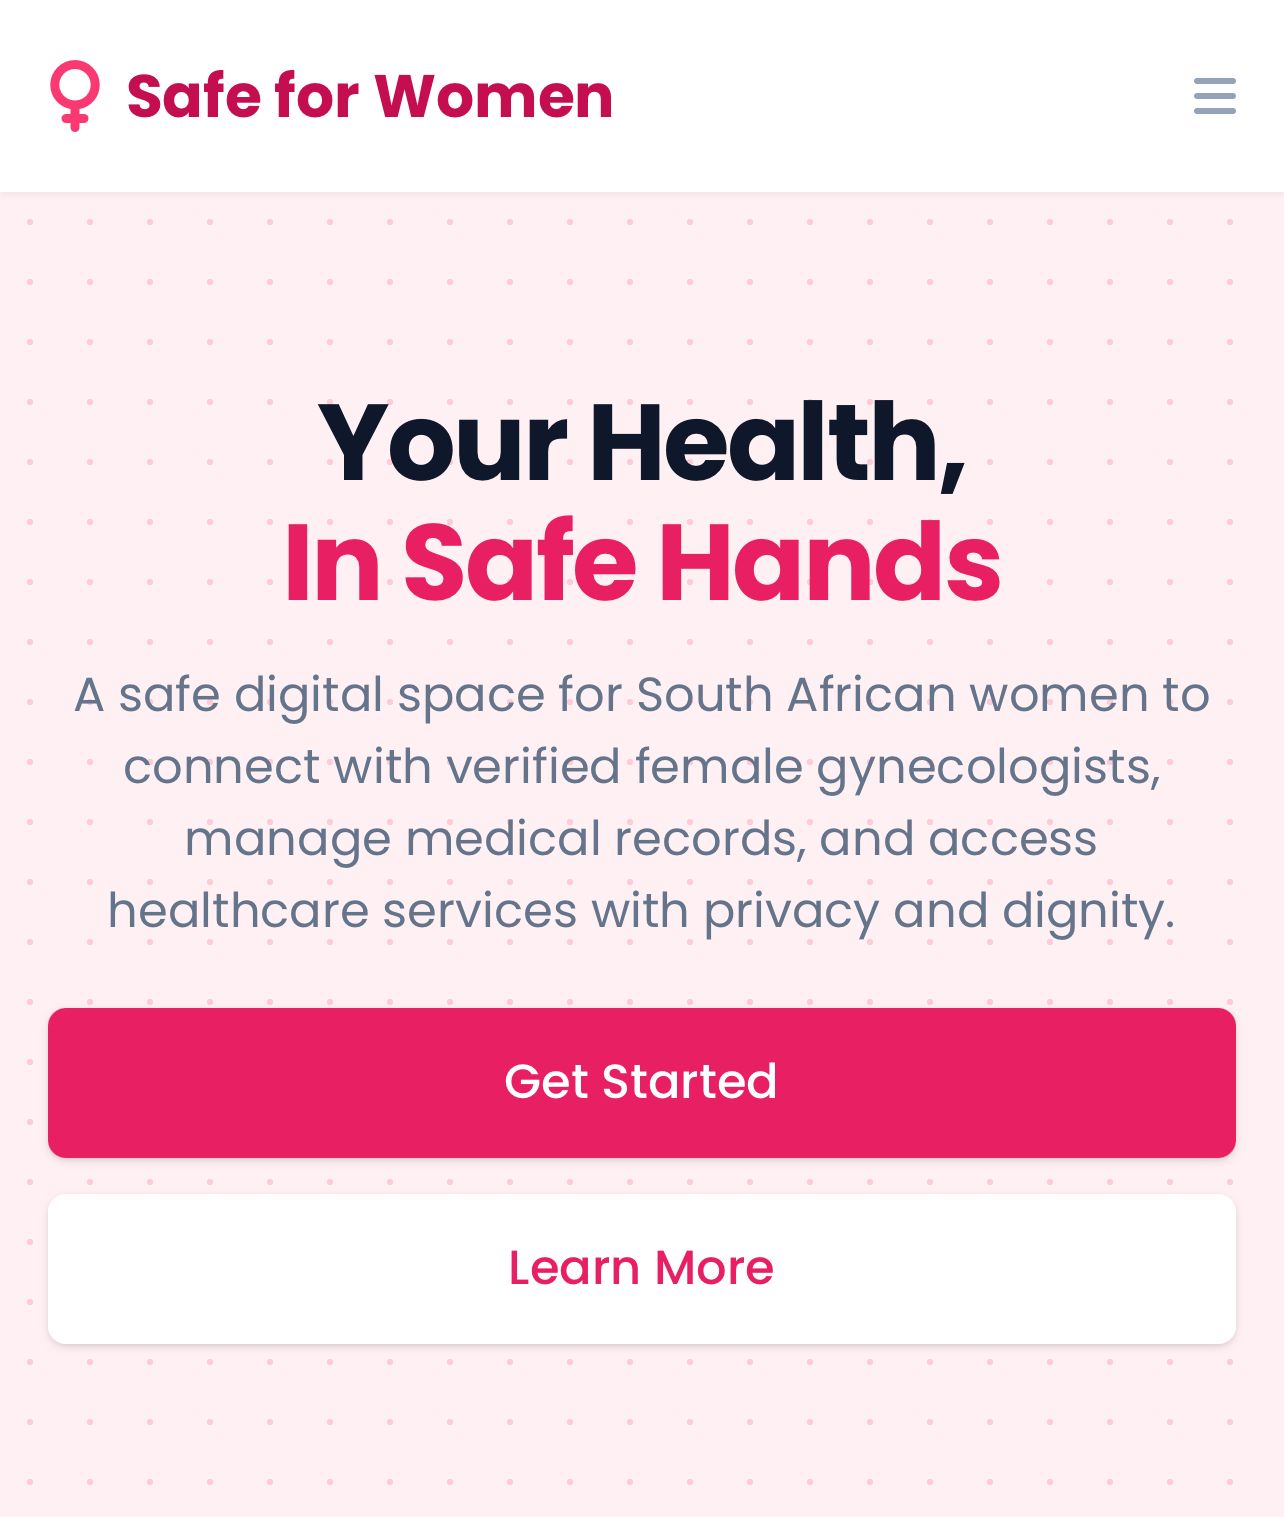 Safe for Women
Your Health,
In Safe Hands
A safe digital space for South African women to
connect with verified female gynecologists,
manage medical records, and access
healthcare services with privacy and dignity.
Get Started
Learn More